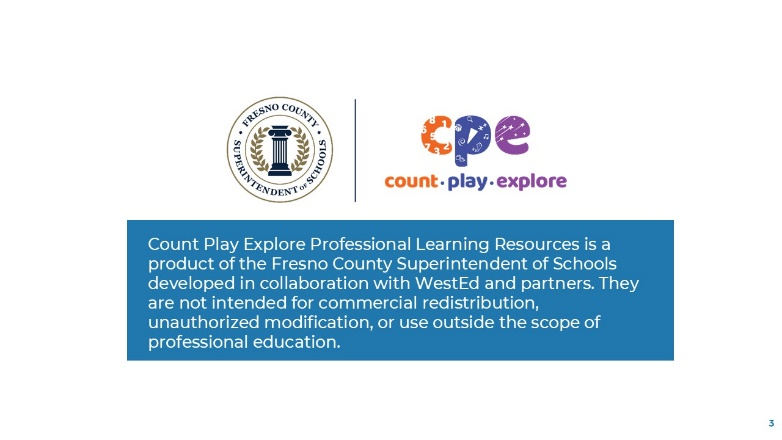 FRESNO COUNTY
SUPERINTENDENT OF SCHOOLS
cpe
count·play·explore
Count Play Explore Professional Learning Resources is a
product of the Fresno County Superintendent of Schools
developed in collaboration with WestEd and partners. They
are not intended for commercial redistribution,
unauthorized modification, or use outside the scope of
professional education.
3